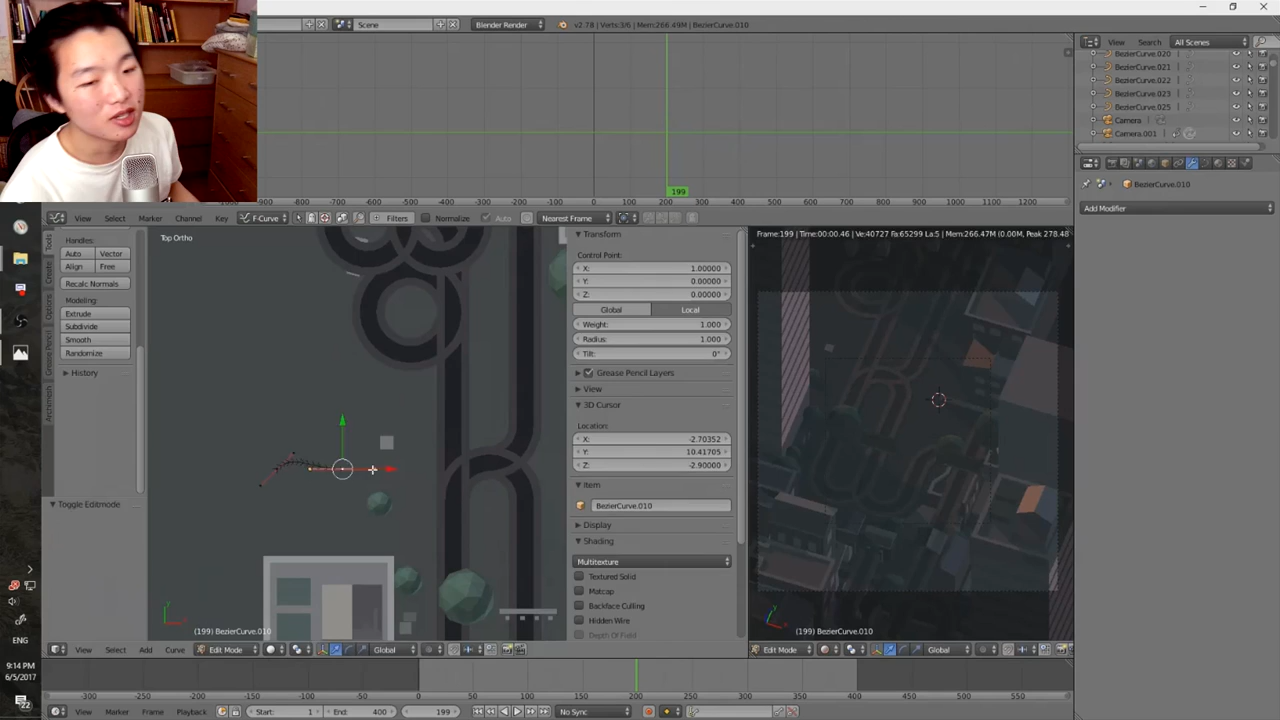 Scene
Blender Render
v2.78 | Verts:3/6 | Mem:266.49M | BezierCurve.010
View Search All Scenes
BezierCurve.020
BezierCurve.021
BezierCurve.022
BezierCurve.023
BezierCurve.025
Camera
Camera.001
BezierCurve.010
Add Modifier
-800 -700 -600 -500 -400 -300 -200 -100 0 100 200 300 400 500 600 700 800 900 1000 1100 1200
199
View Select Marker Channel Key F-Curve Filters Normalize Auto Nearest Frame
Tools
Create
Options
Grease Pencil
Archimesh
Handles:
Auto Vector
Align Free
Recalc Normals
Modeling:
Extrude
Subdivide
Smooth
Randomize
History
Toggle Editmode
Top Ortho
(199) BezierCurve.010
Transform
Control Point:
X: 1.00000
Y: 0.00000
Z: 0.00000
Global Local
Weight: 1.000
Radius: 1.000
Tilt: 0°
Grease Pencil Layers
View
3D Cursor
Location:
X: -2.70352
Y: 10.41705
Z: -2.90000
Item
BezierCurve.010
Display
Shading
Multitexture
Textured Solid
Matcap
Backface Culling
Hidden Wire
Depth Of Field
Frame:199 | Time:00:00.46 | Ve:40727 Fa:65299 La:5 | Mem:266.47M (0.00M, Peak 278.48
(199) BezierCurve.010
View Select Add Curve Edit Mode Global
Edit Mode Global
-300 -250 -200 -150 -100 -50 0 50 100 150 200 250 300 350 400 450 500 550
View Marker Frame Playback Start: 1 End: 400 199 No Sync
ENG
9:14 PM
6/5/2017
22